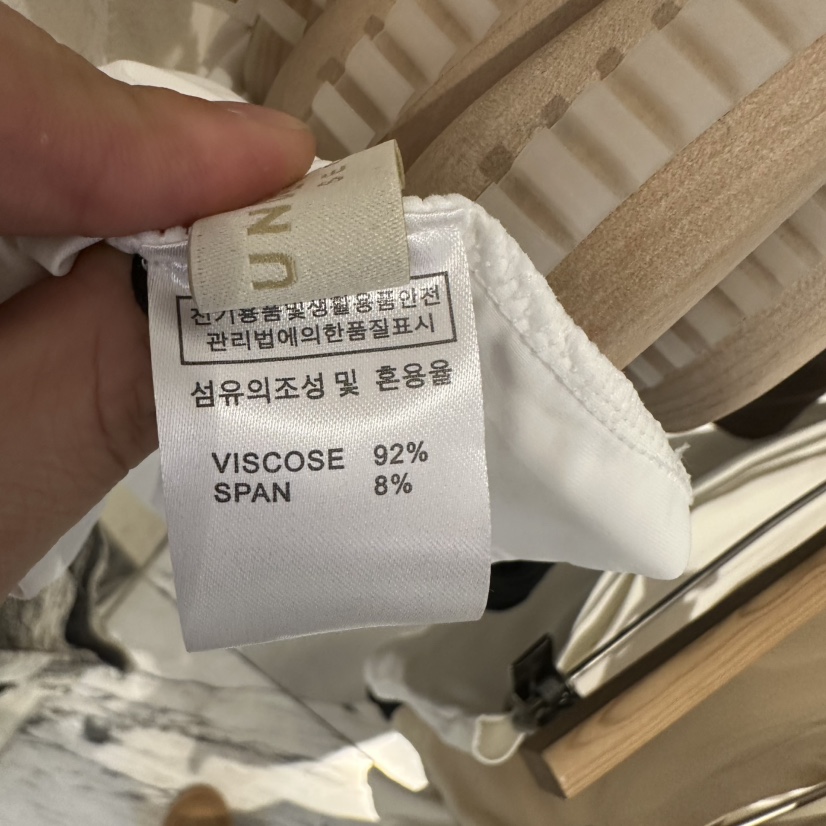 전기용품및생활용품안전
관리법에의한품질표시
섬유의조성 및 혼용율
VISCOSE 92%
SPAN 8%